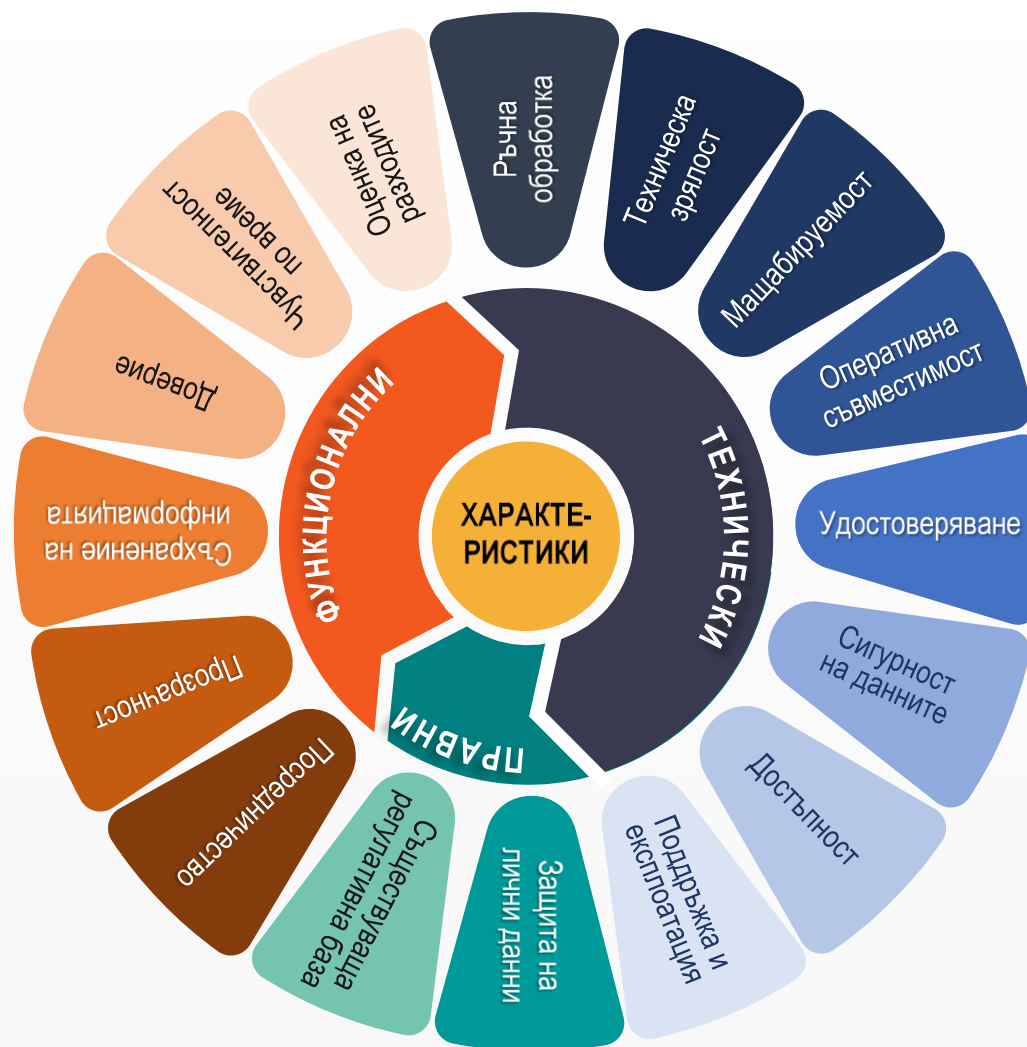 ХАРАКТЕ-
РИСТИКИ
ТЕХНИЧЕСКИ
ПРАВНИ
ФУНКЦИОНАЛНИ
Ръчна
обработка
Техническа
зрялост
Мащабируемост
Оперативна
съвместимост
Удостоверяване
Сигурност
на данните
Достъпност
Поддръжка и
експлоатация
Защита на
лични данни
Съществуваща
регулативна база
Посредничество
Прозрачност
Съхранение на
информацията
Доверие
Чувствителност
по време
Оценка на
разходите